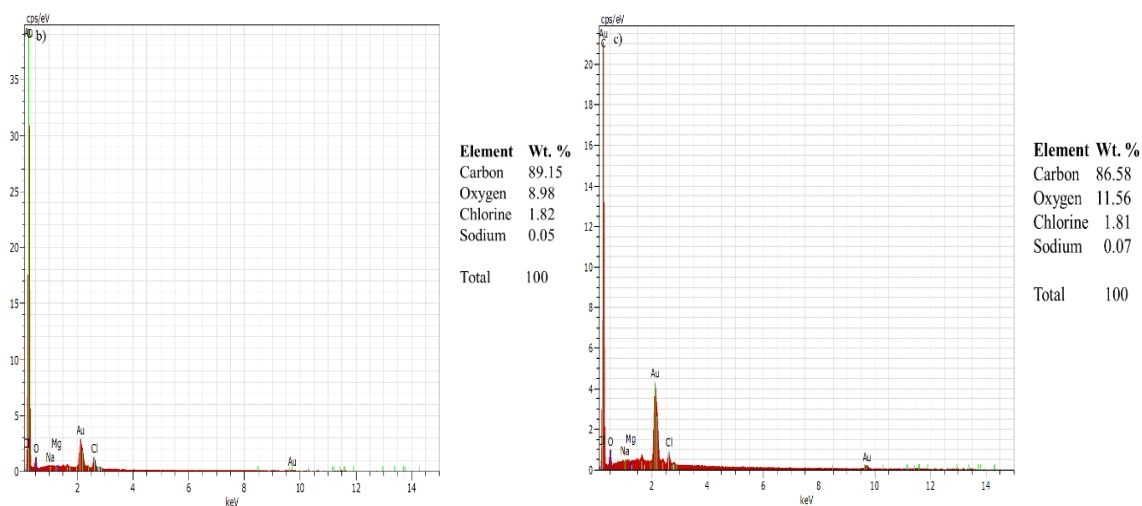 cps/eV
b)
35
30
25
20
15
10
5
0
O
Na
Mg
Au
Cl
Au
2 4 6 8 10 12 14
keV
Element Wt. %
Carbon 89.15
Oxygen 8.98
Chlorine 1.82
Sodium 0.05
Total 100
cps/eV
Au
C
c)
20
18
16
14
12
10
8
6
4
2
0
O
Na
Mg
Au
Cl
Au
2 4 6 8 10 12 14
keV
Element Wt. %
Carbon 86.58
Oxygen 11.56
Chlorine 1.81
Sodium 0.07
Total 100